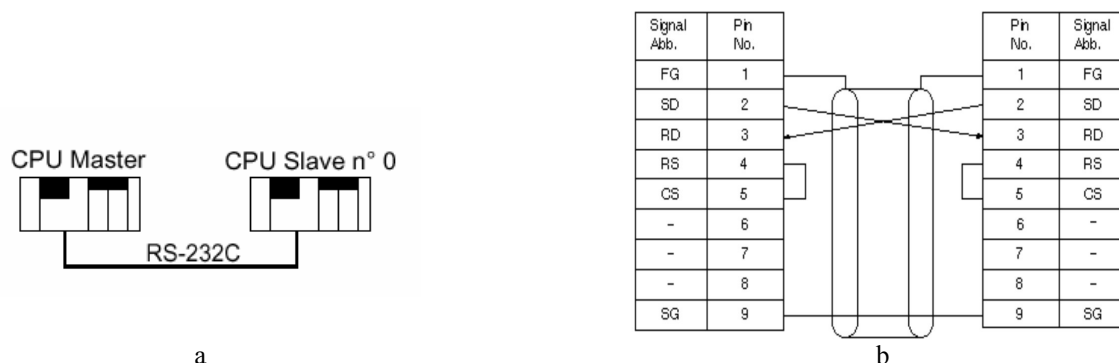 CPU Master
CPU Slave n° 0
RS-232C
a
Signal Abb. Pin No. Pin No. Signal Abb.
FG 1 1 FG
SD 2 2 SD
RD 3 3 RD
RS 4 4 RS
CS 5 5 CS
- 6 6 -
- 7 7 -
- 8 8 -
SG 9 9 SG
b